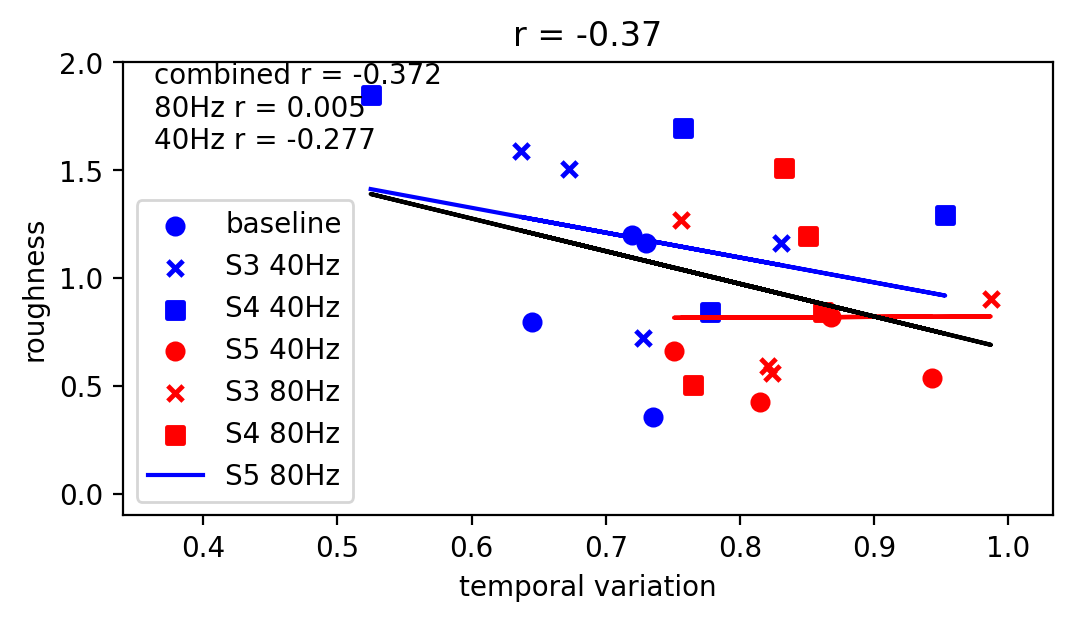 r = -0.37
combined r = -0.372
80Hz r = 0.005
40Hz r = -0.277
2.0
1.5
1.0
0.5
0.0
roughness
baseline
S3 40Hz
S4 40Hz
S5 40Hz
S3 80Hz
S4 80Hz
S5 80Hz
0.4 0.5 0.6 0.7 0.8 0.9 1.0
temporal variation